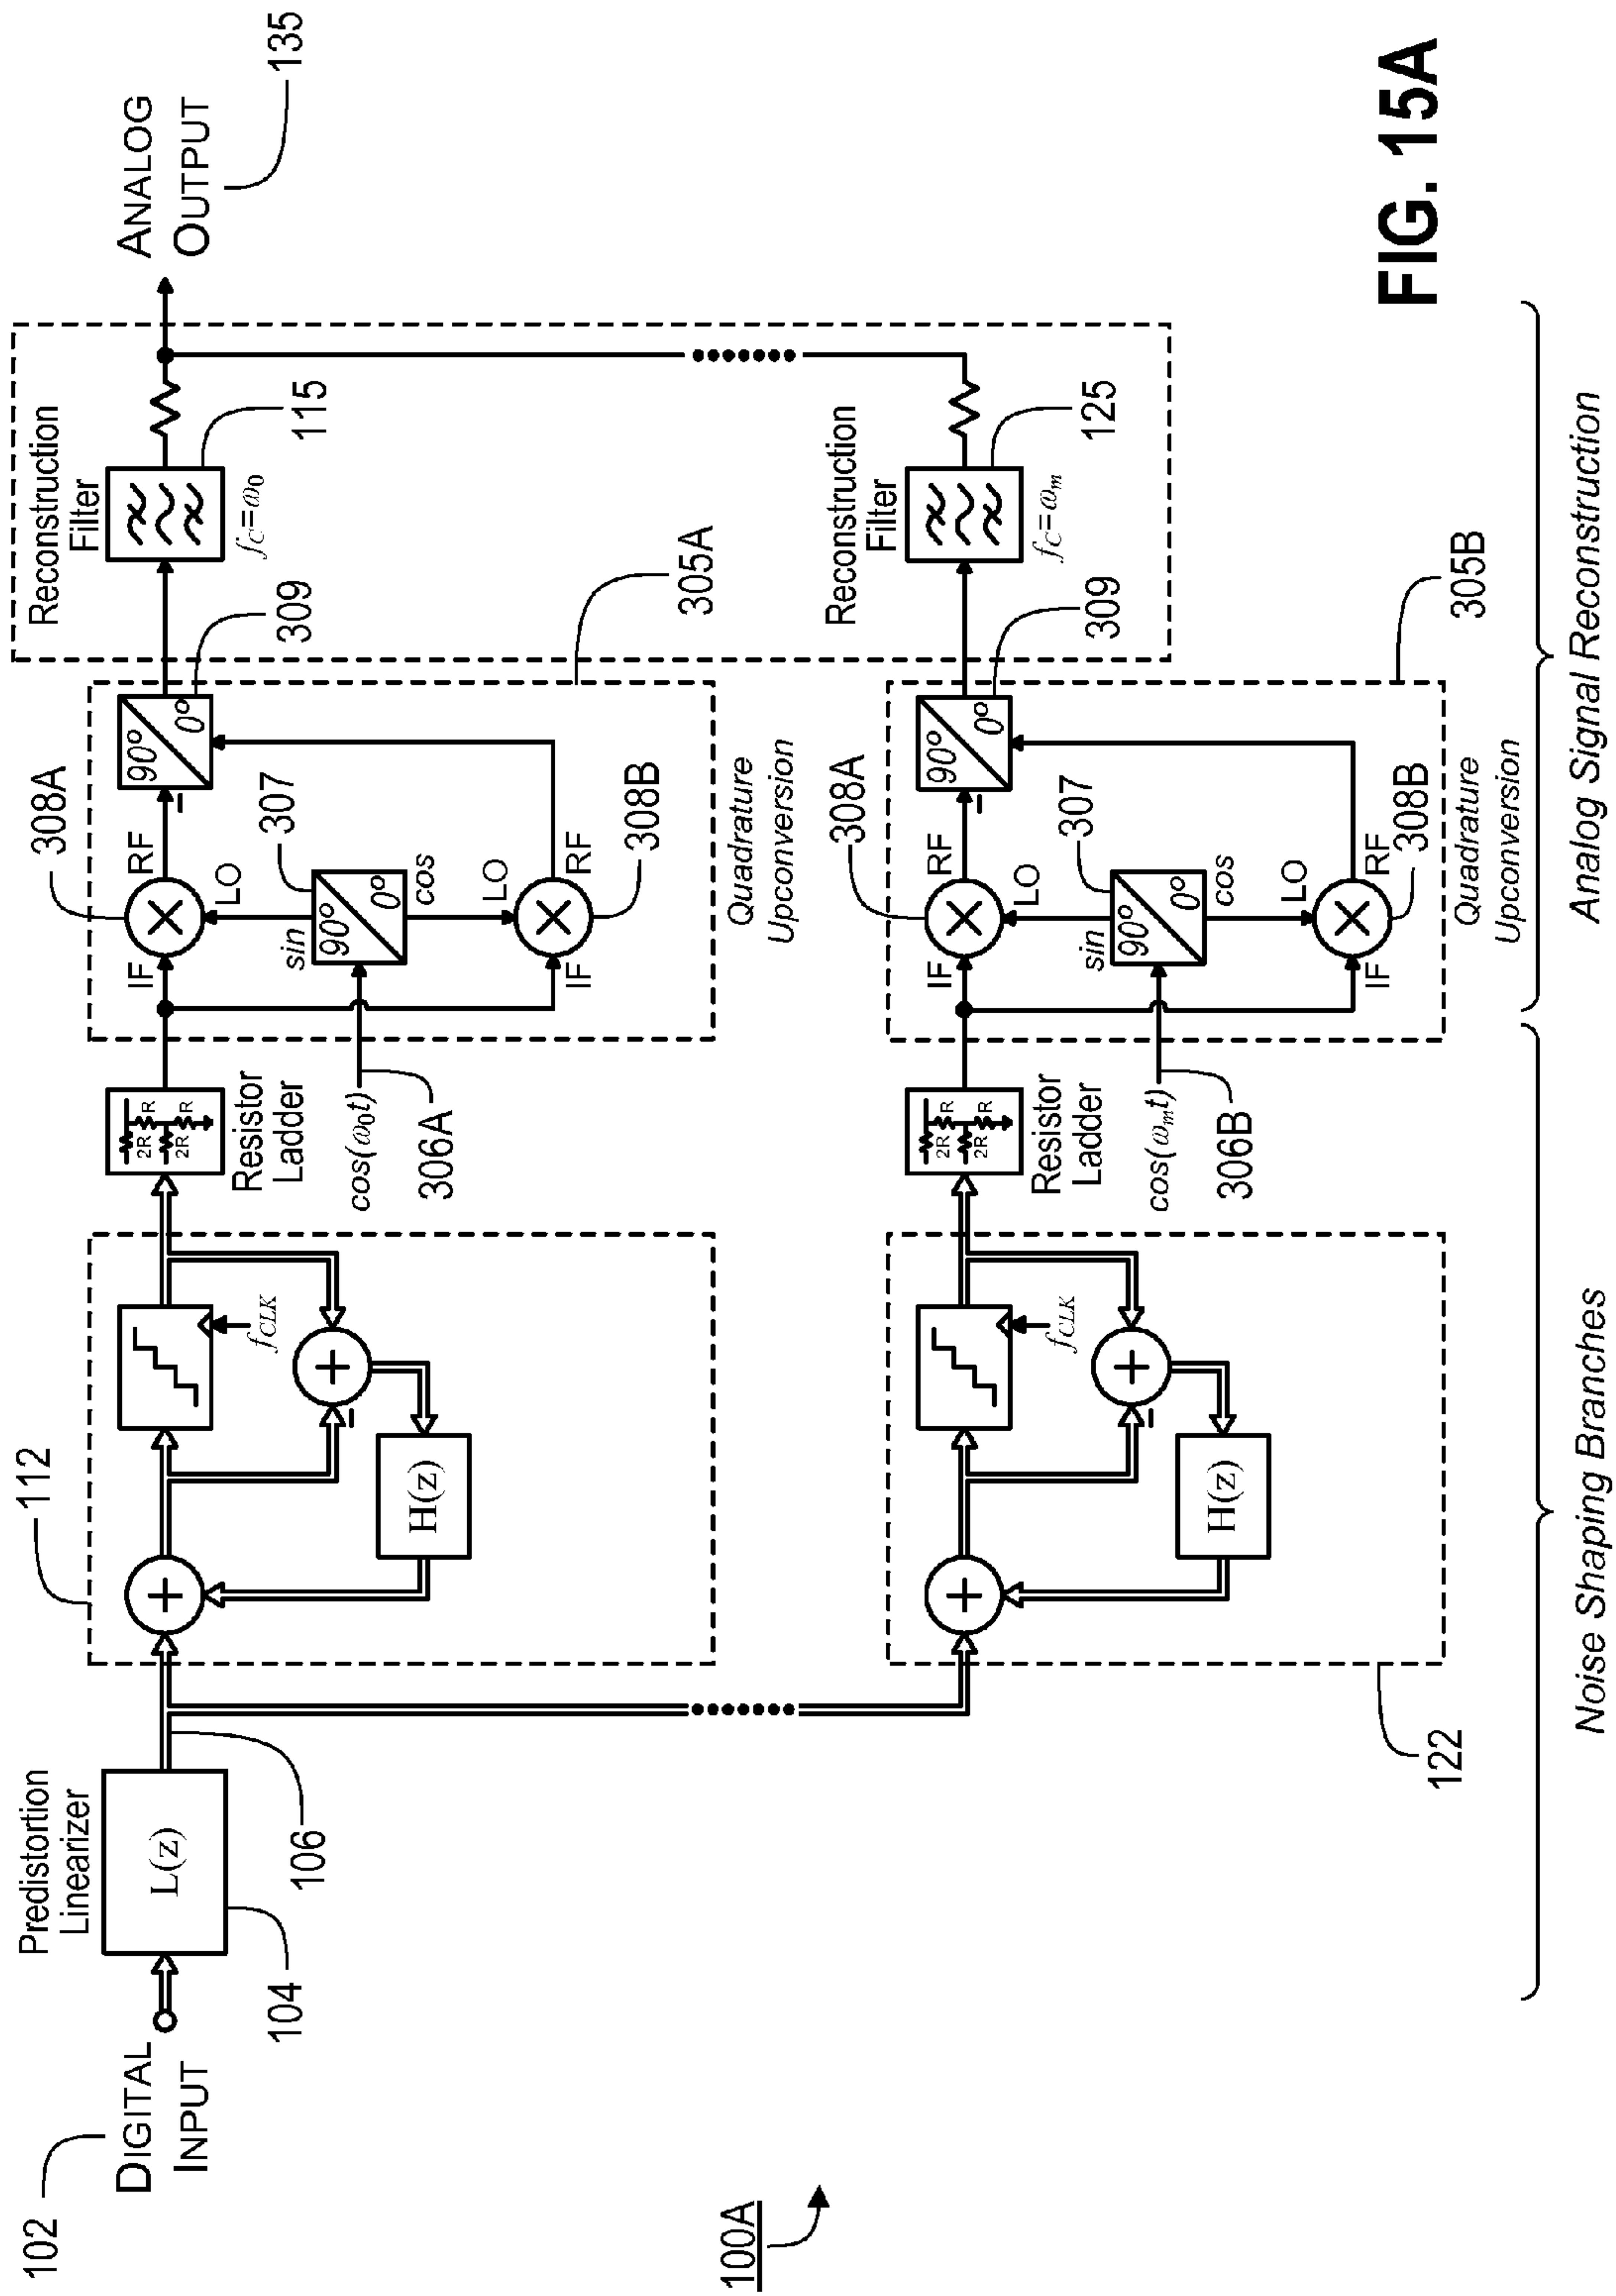 102
DIGITAL
INPUT
Predistortion
Linearizer
L(z)
104
106
112
+
+
−
H(z)
fCLK
Resistor
Ladder
2R
R
2R
R
cos(ω0t)
306A
308A
IF
RF
LO
sin
90°
0°
cos
307
LO
IF
RF
308B
−
90°
0°
309
Quadrature
Upconversion
305A
Reconstruction
Filter
fC=ω0
115
ANALOG
OUTPUT
135
122
+
+
−
H(z)
fCLK
Resistor
Ladder
2R
R
2R
R
cos(ωmt)
306B
308A
IF
RF
LO
sin
90°
0°
cos
307
LO
IF
RF
308B
−
90°
0°
309
Quadrature
Upconversion
305B
Reconstruction
Filter
fC=ωm
125
Noise Shaping Branches
Analog Signal Reconstruction
100A
FIG. 15A